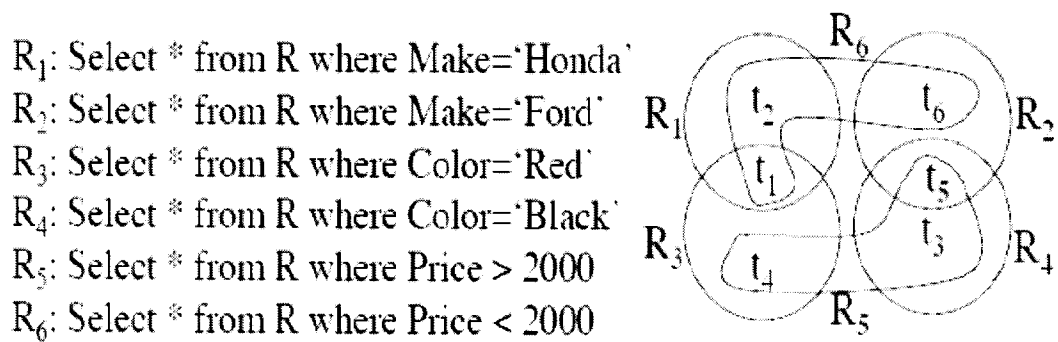 R₁: Select * from R where Make=‘Honda’
R₂: Select * from R where Make=‘Ford’
R₃: Select * from R where Color=‘Red’
R₄: Select * from R where Color=‘Black’
R₅: Select * from R where Price > 2000
R₆: Select * from R where Price < 2000
R₆
t₂ t₆
R₁ R₂
t₁ t₅
R₃ t₃ R₄
t₄
R₅